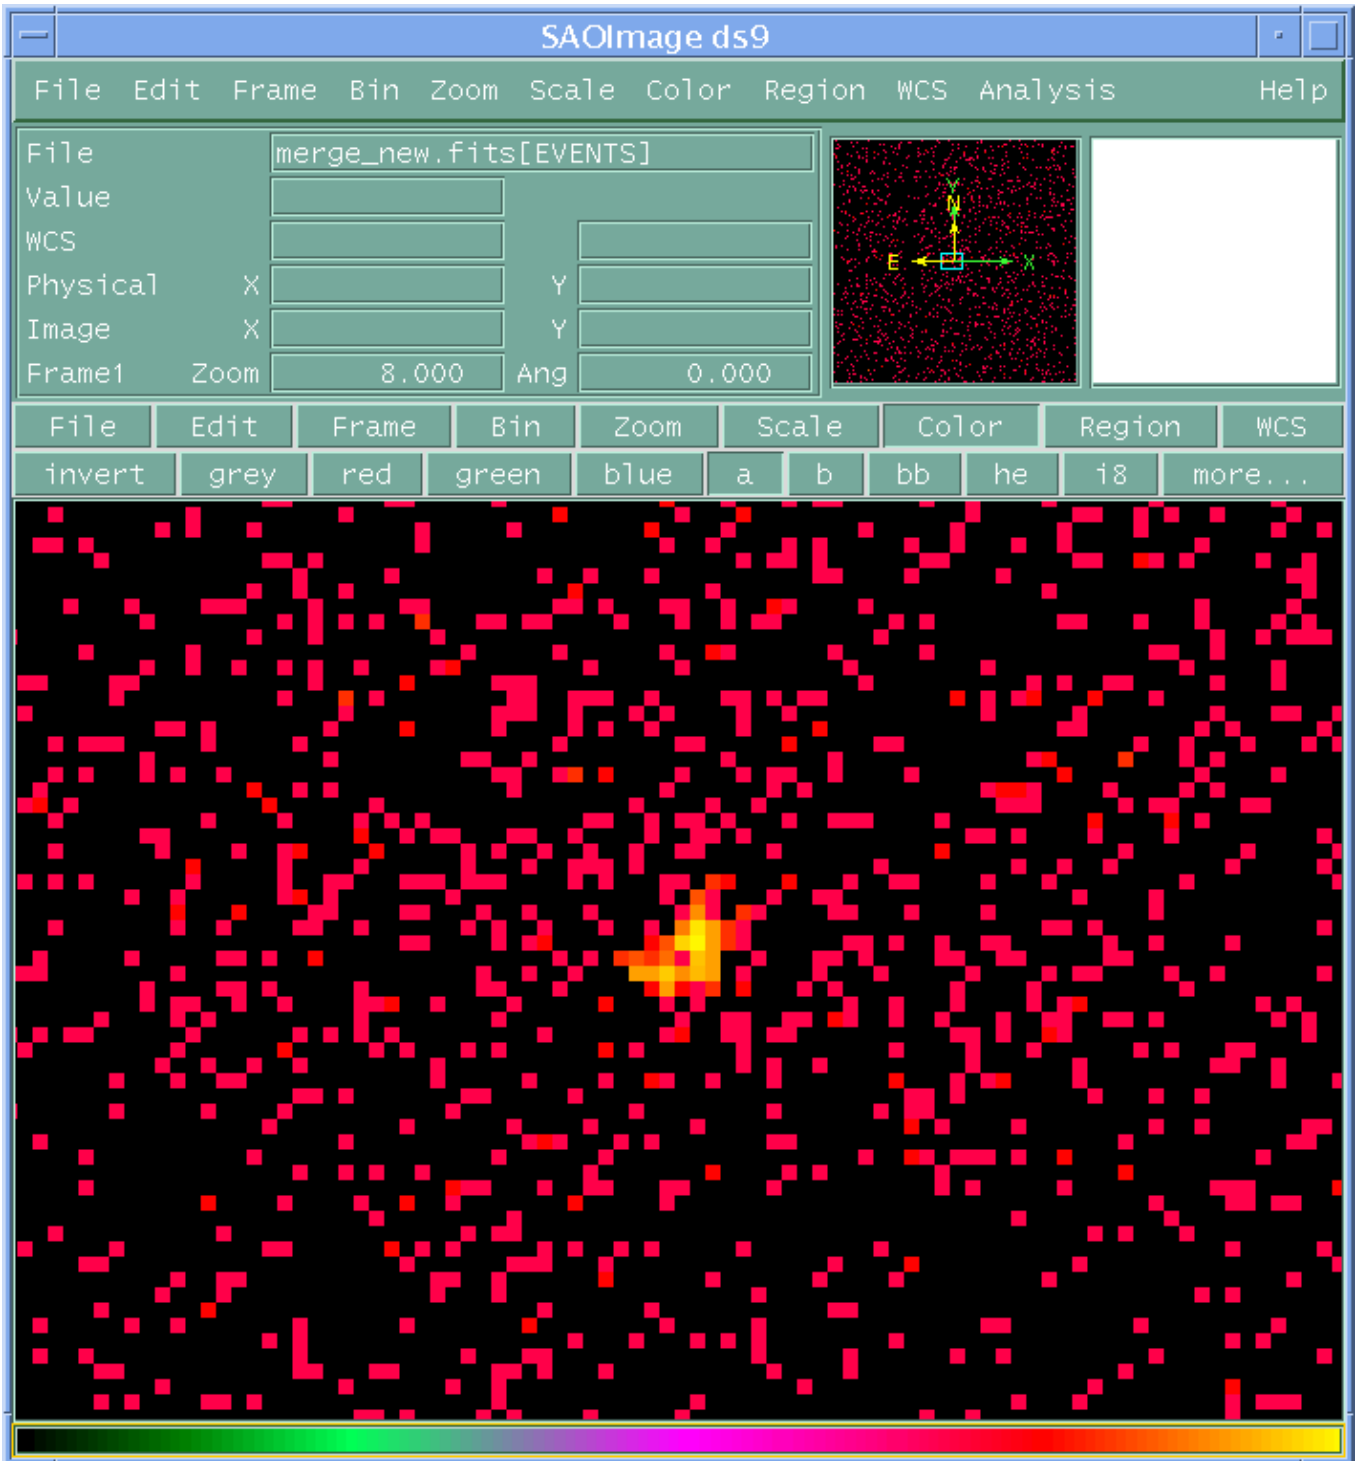 SAOImage ds9
File Edit Frame Bin Zoom Scale Color Region WCS Analysis Help
File merge_new.fits[EVENTS]
Value
WCS
Physical X Y
Image X Y
Frame1 Zoom 8.000 Ang 0.000
Y
N
E X
File Edit Frame Bin Zoom Scale Color Region WCS
invert grey red green blue a b bb he i8 more...